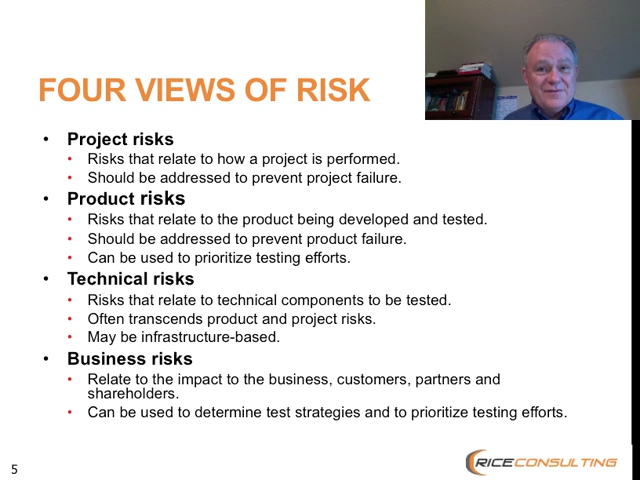 FOUR VIEWS OF RISK
• Project risks
• Risks that relate to how a project is performed.
• Should be addressed to prevent project failure.
• Product risks
• Risks that relate to the product being developed and tested.
• Should be addressed to prevent product failure.
• Can be used to prioritize testing efforts.
• Technical risks
• Risks that relate to technical components to be tested.
• Often transcends product and project risks.
• May be infrastructure-based.
• Business risks
• Relate to the impact to the business, customers, partners and
shareholders.
• Can be used to determine test strategies and to prioritize testing efforts.
5
RICECONSULTING